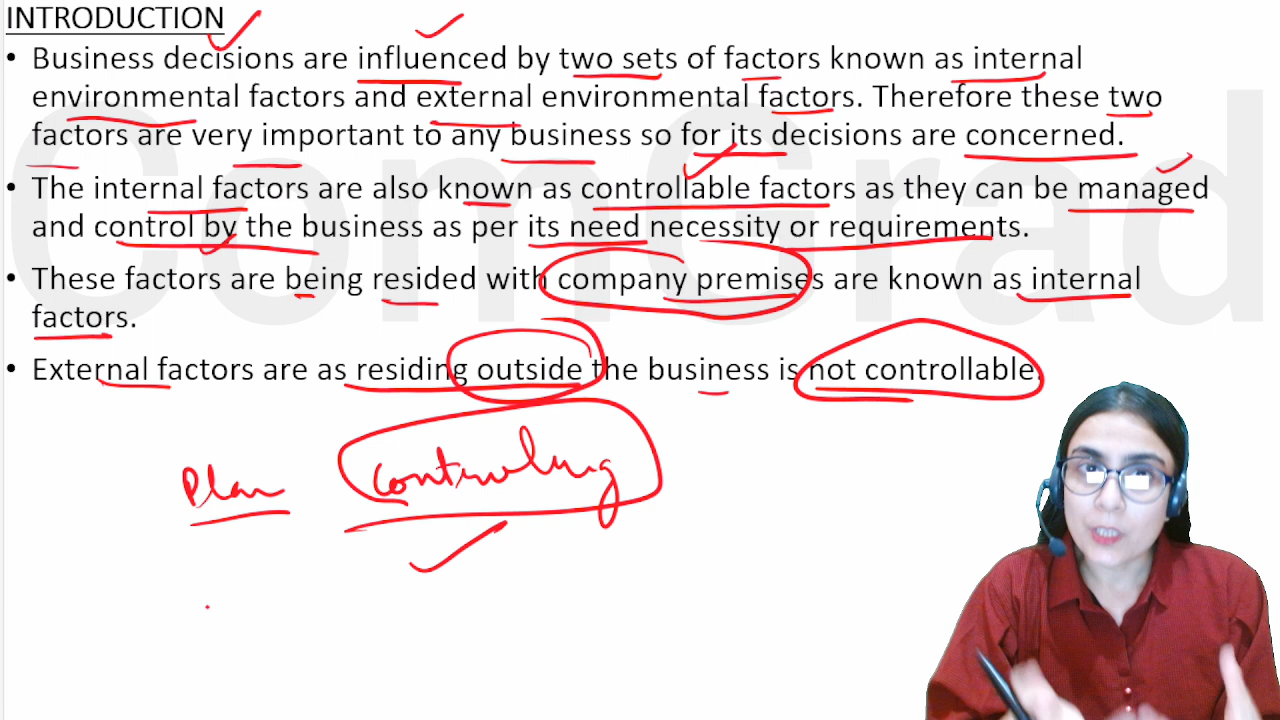 INTRODUCTION
• Business decisions are influenced by two sets of factors known as internal
environmental factors and external environmental factors. Therefore these two
factors are very important to any business so for its decisions are concerned.
• The internal factors are also known as controllable factors as they can be managed
and control by the business as per its need necessity or requirements.
• These factors are being resided with company premises are known as internal
factors.
• External factors are as residing outside the business is not controllable.
Plan controlling
ComGrad